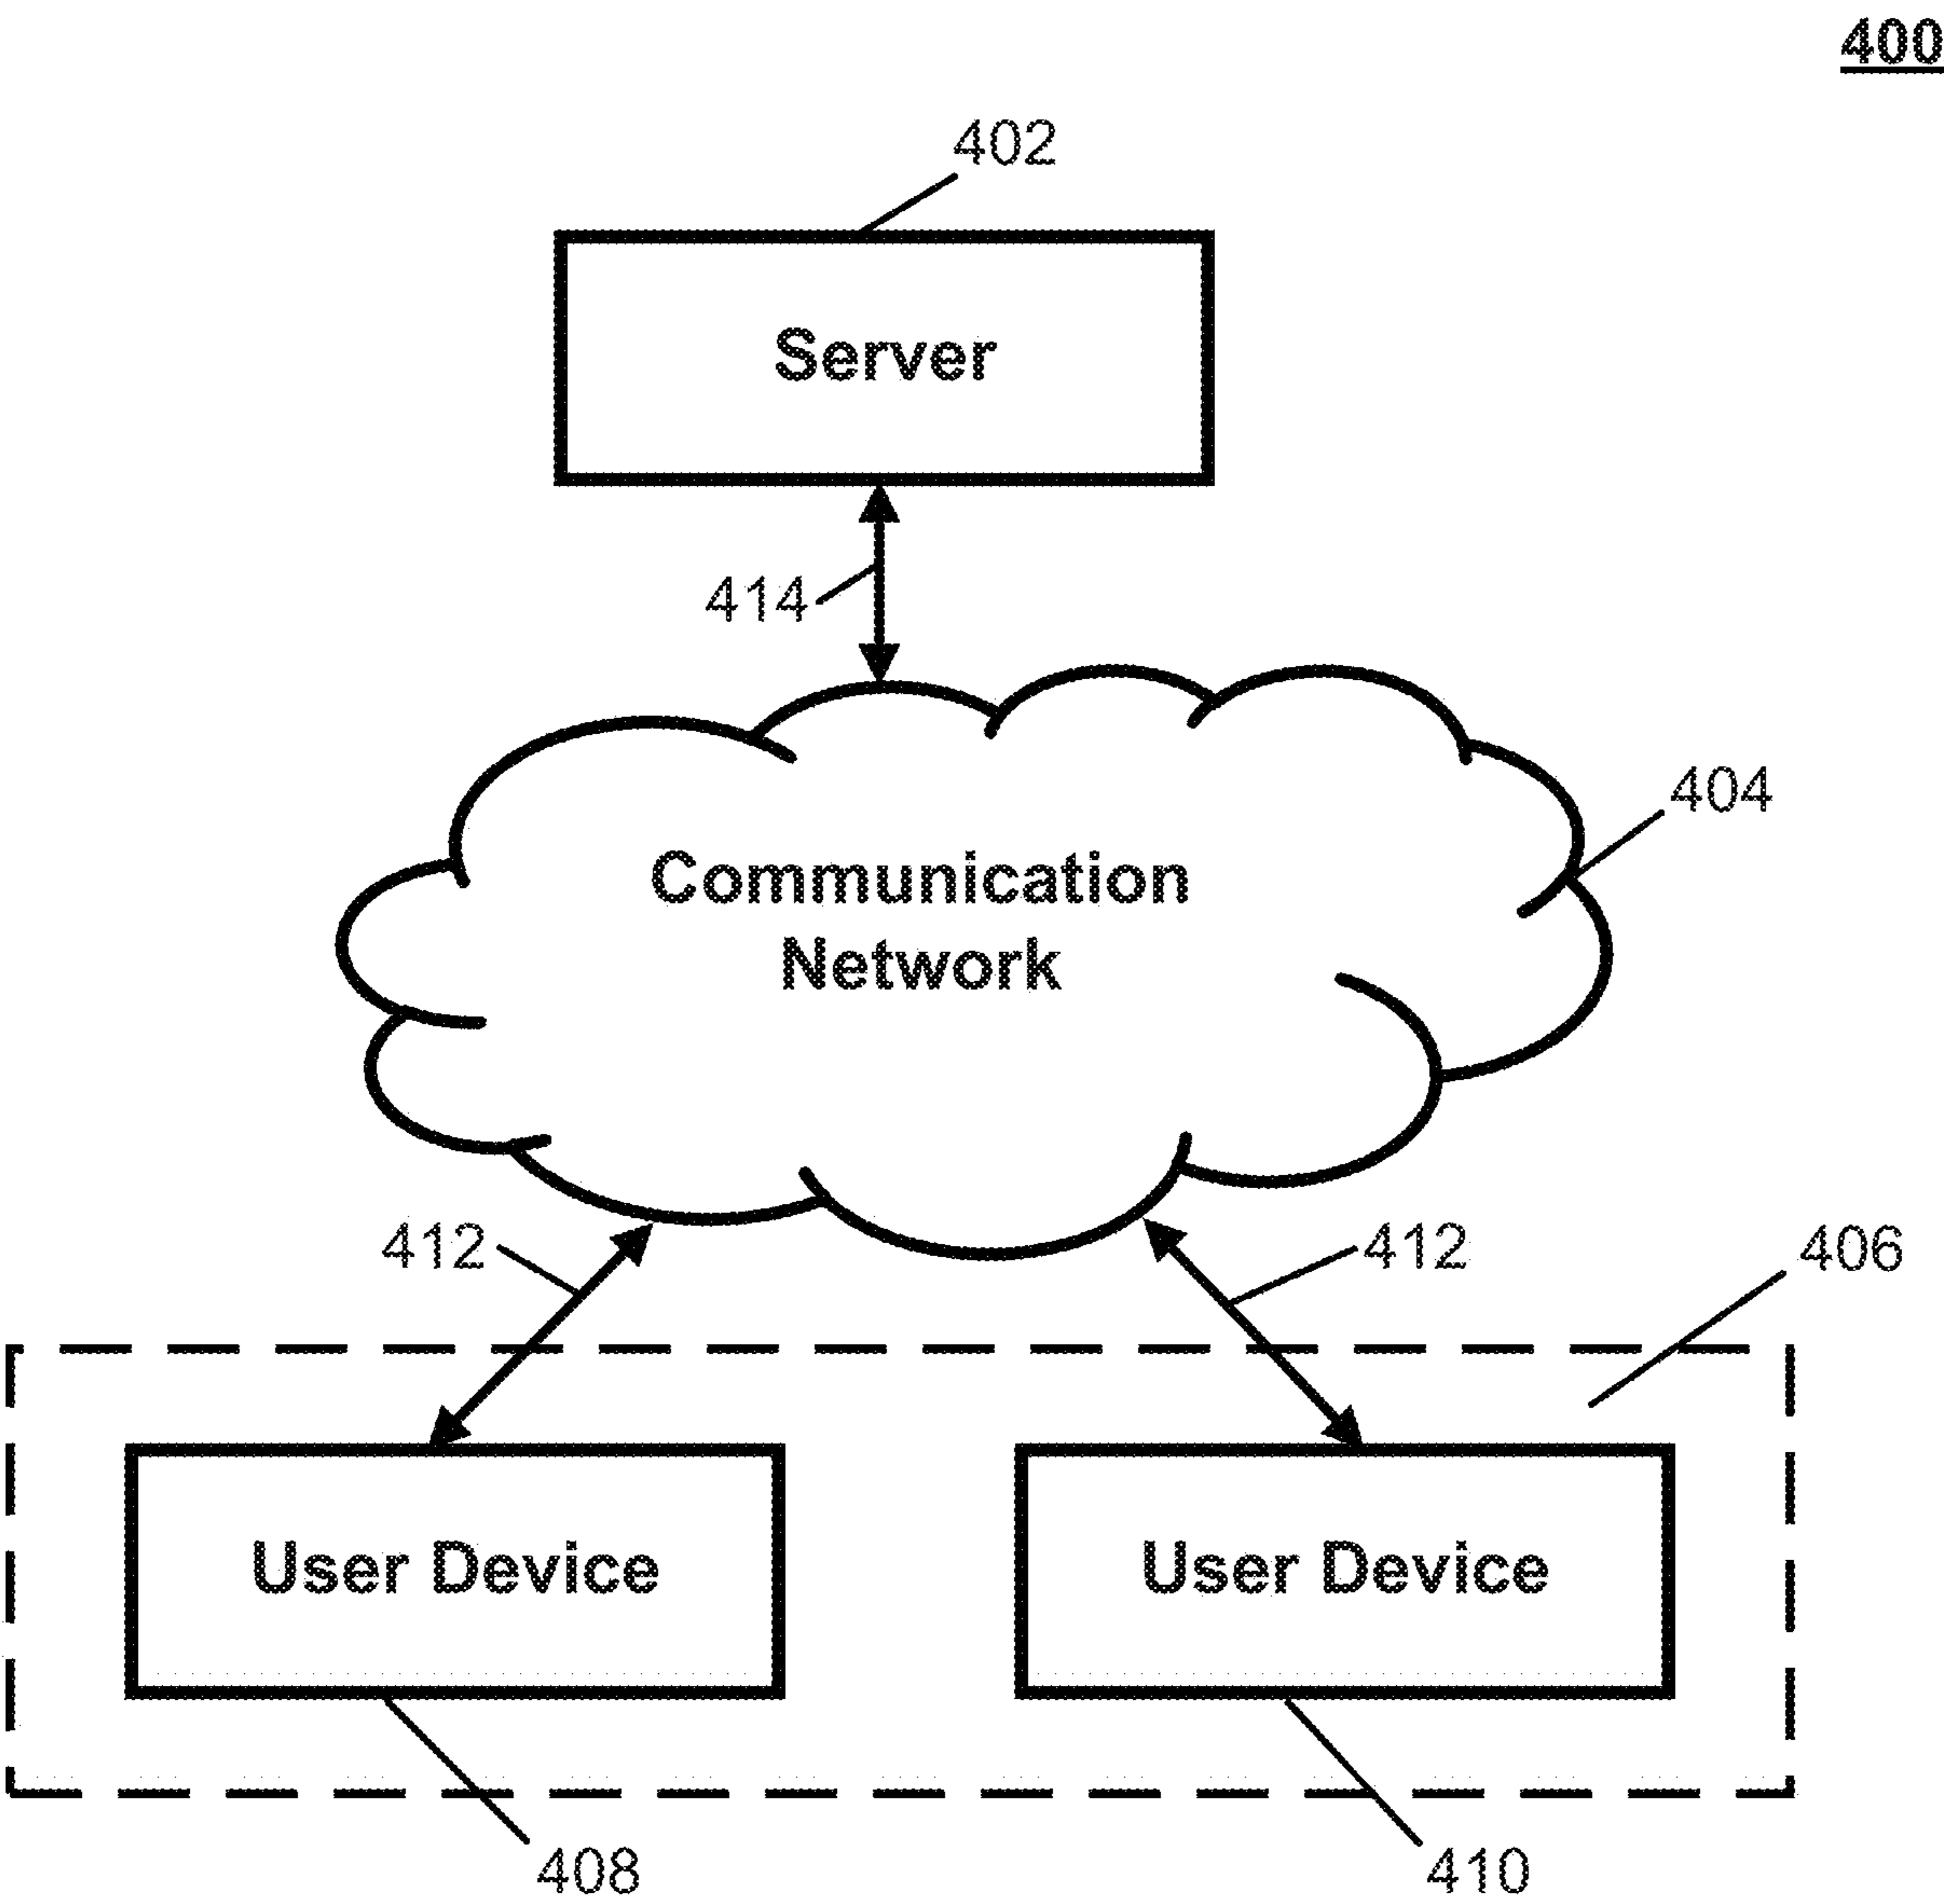 400
402
Server
414
404
Communication
Network
412
412
406
User Device
User Device
408
410